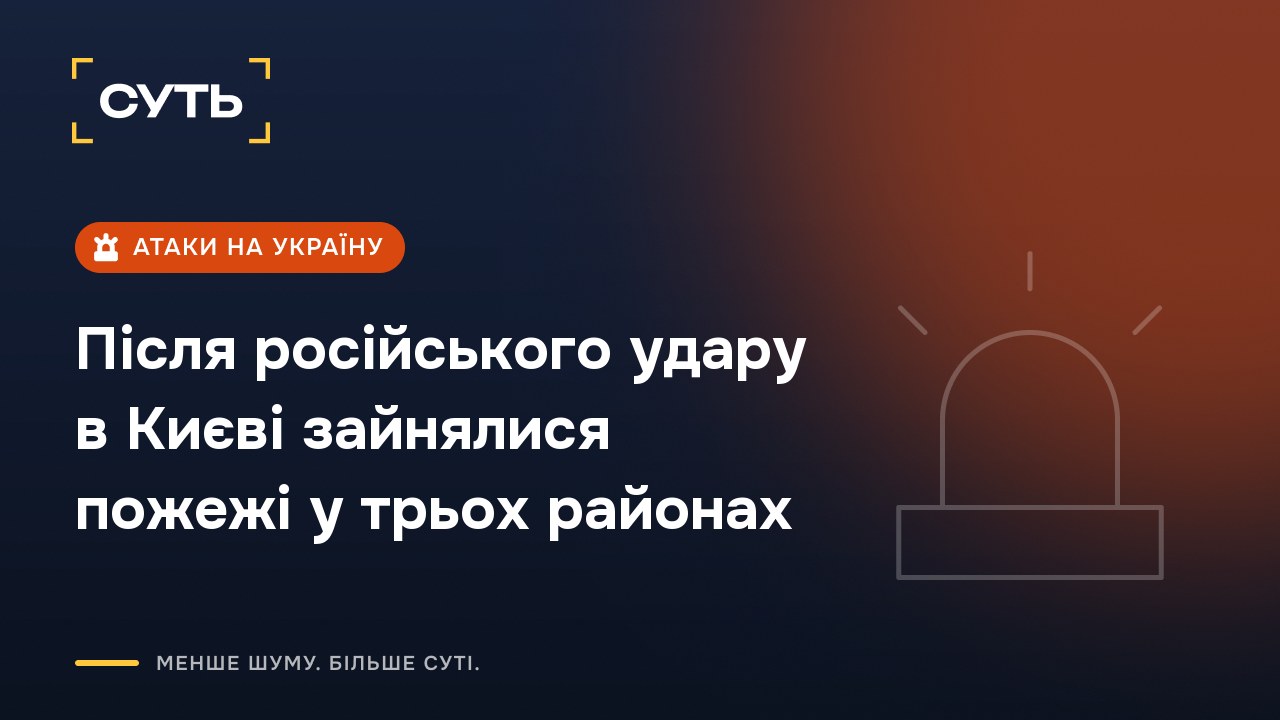 СУТЬ
АТАКИ НА УКРАЇНУ
Після російського удару
в Києві зайнялися
пожежі у трьох районах
МЕНШЕ ШУМУ. БІЛЬШЕ СУТІ.